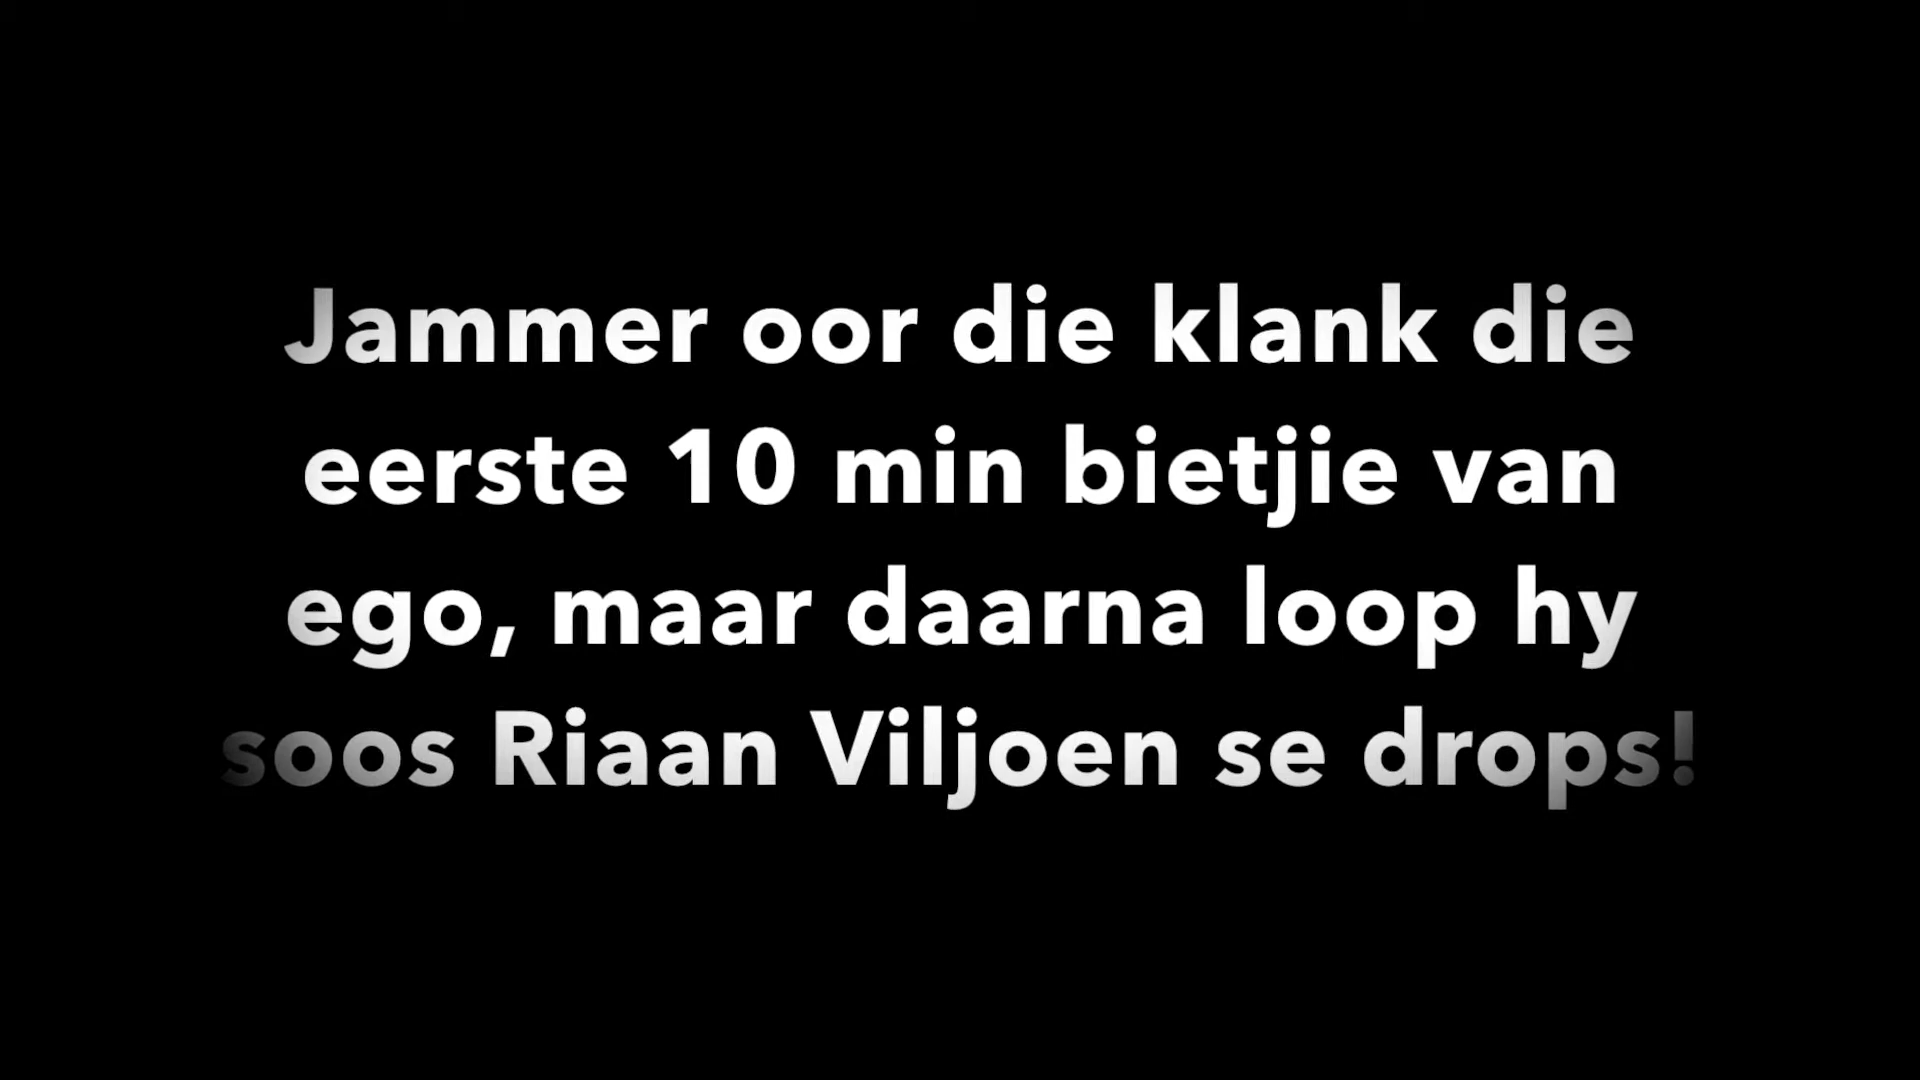 Jammer oor die klank die
eerste 10 min bietjie van
ego, maar daarna loop hy
soos Riaan Viljoen se drops!